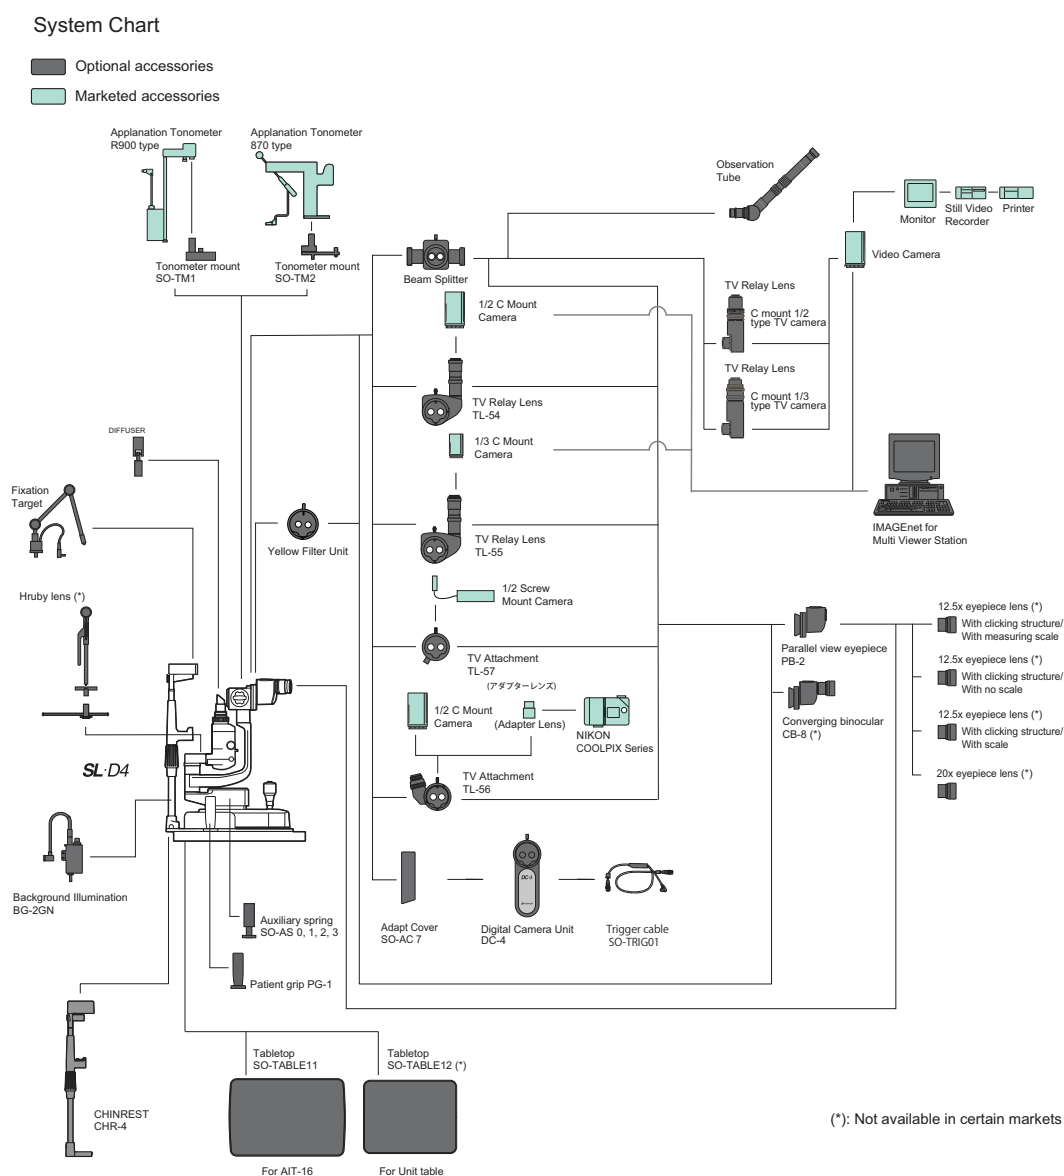 System Chart
Optional accessories
Marketed accessories
Applanation Tonometer
R900 type
Applanation Tonometer
870 type
Tonometer mount
SO-TM1
Tonometer mount
SO-TM2
Observation
Tube
Monitor
Still Video
Recorder
Printer
Video Camera
Beam Splitter
1/2 C Mount
Camera
TV Relay Lens
C mount 1/2
type TV camera
TV Relay Lens
C mount 1/3
type TV camera
TV Relay Lens
TL-54
1/3 C Mount
Camera
DIFFUSER
Fixation
Target
Yellow Filter Unit
TV Relay Lens
TL-55
IMAGEnet for
Multi Viewer Station
1/2 Screw
Mount Camera
Hruby lens (*)
TV Attachment
TL-57
(アダプターレンズ)
Parallel view eyepiece
PB-2
12.5x eyepiece lens (*)
With clicking structure/
With measuring scale
12.5x eyepiece lens (*)
With clicking structure/
With no scale
12.5x eyepiece lens (*)
With clicking structure/
With scale
20x eyepiece lens (*)
1/2 C Mount
Camera
(Adapter Lens)
NIKON
COOLPIX Series
Converging binocular
CB-8 (*)
SL·D4
TV Attachment
TL-56
Background Illumination
BG-2GN
DC-4
Auxiliary spring
SO-AS 0, 1, 2, 3
Adapt Cover
SO-AC 7
Digital Camera Unit
DC-4
Trigger cable
SO-TRIG01
Patient grip PG-1
Tabletop
SO-TABLE11
Tabletop
SO-TABLE12 (*)
CHINREST
CHR-4
For AIT-16
For Unit table
(*): Not available in certain markets